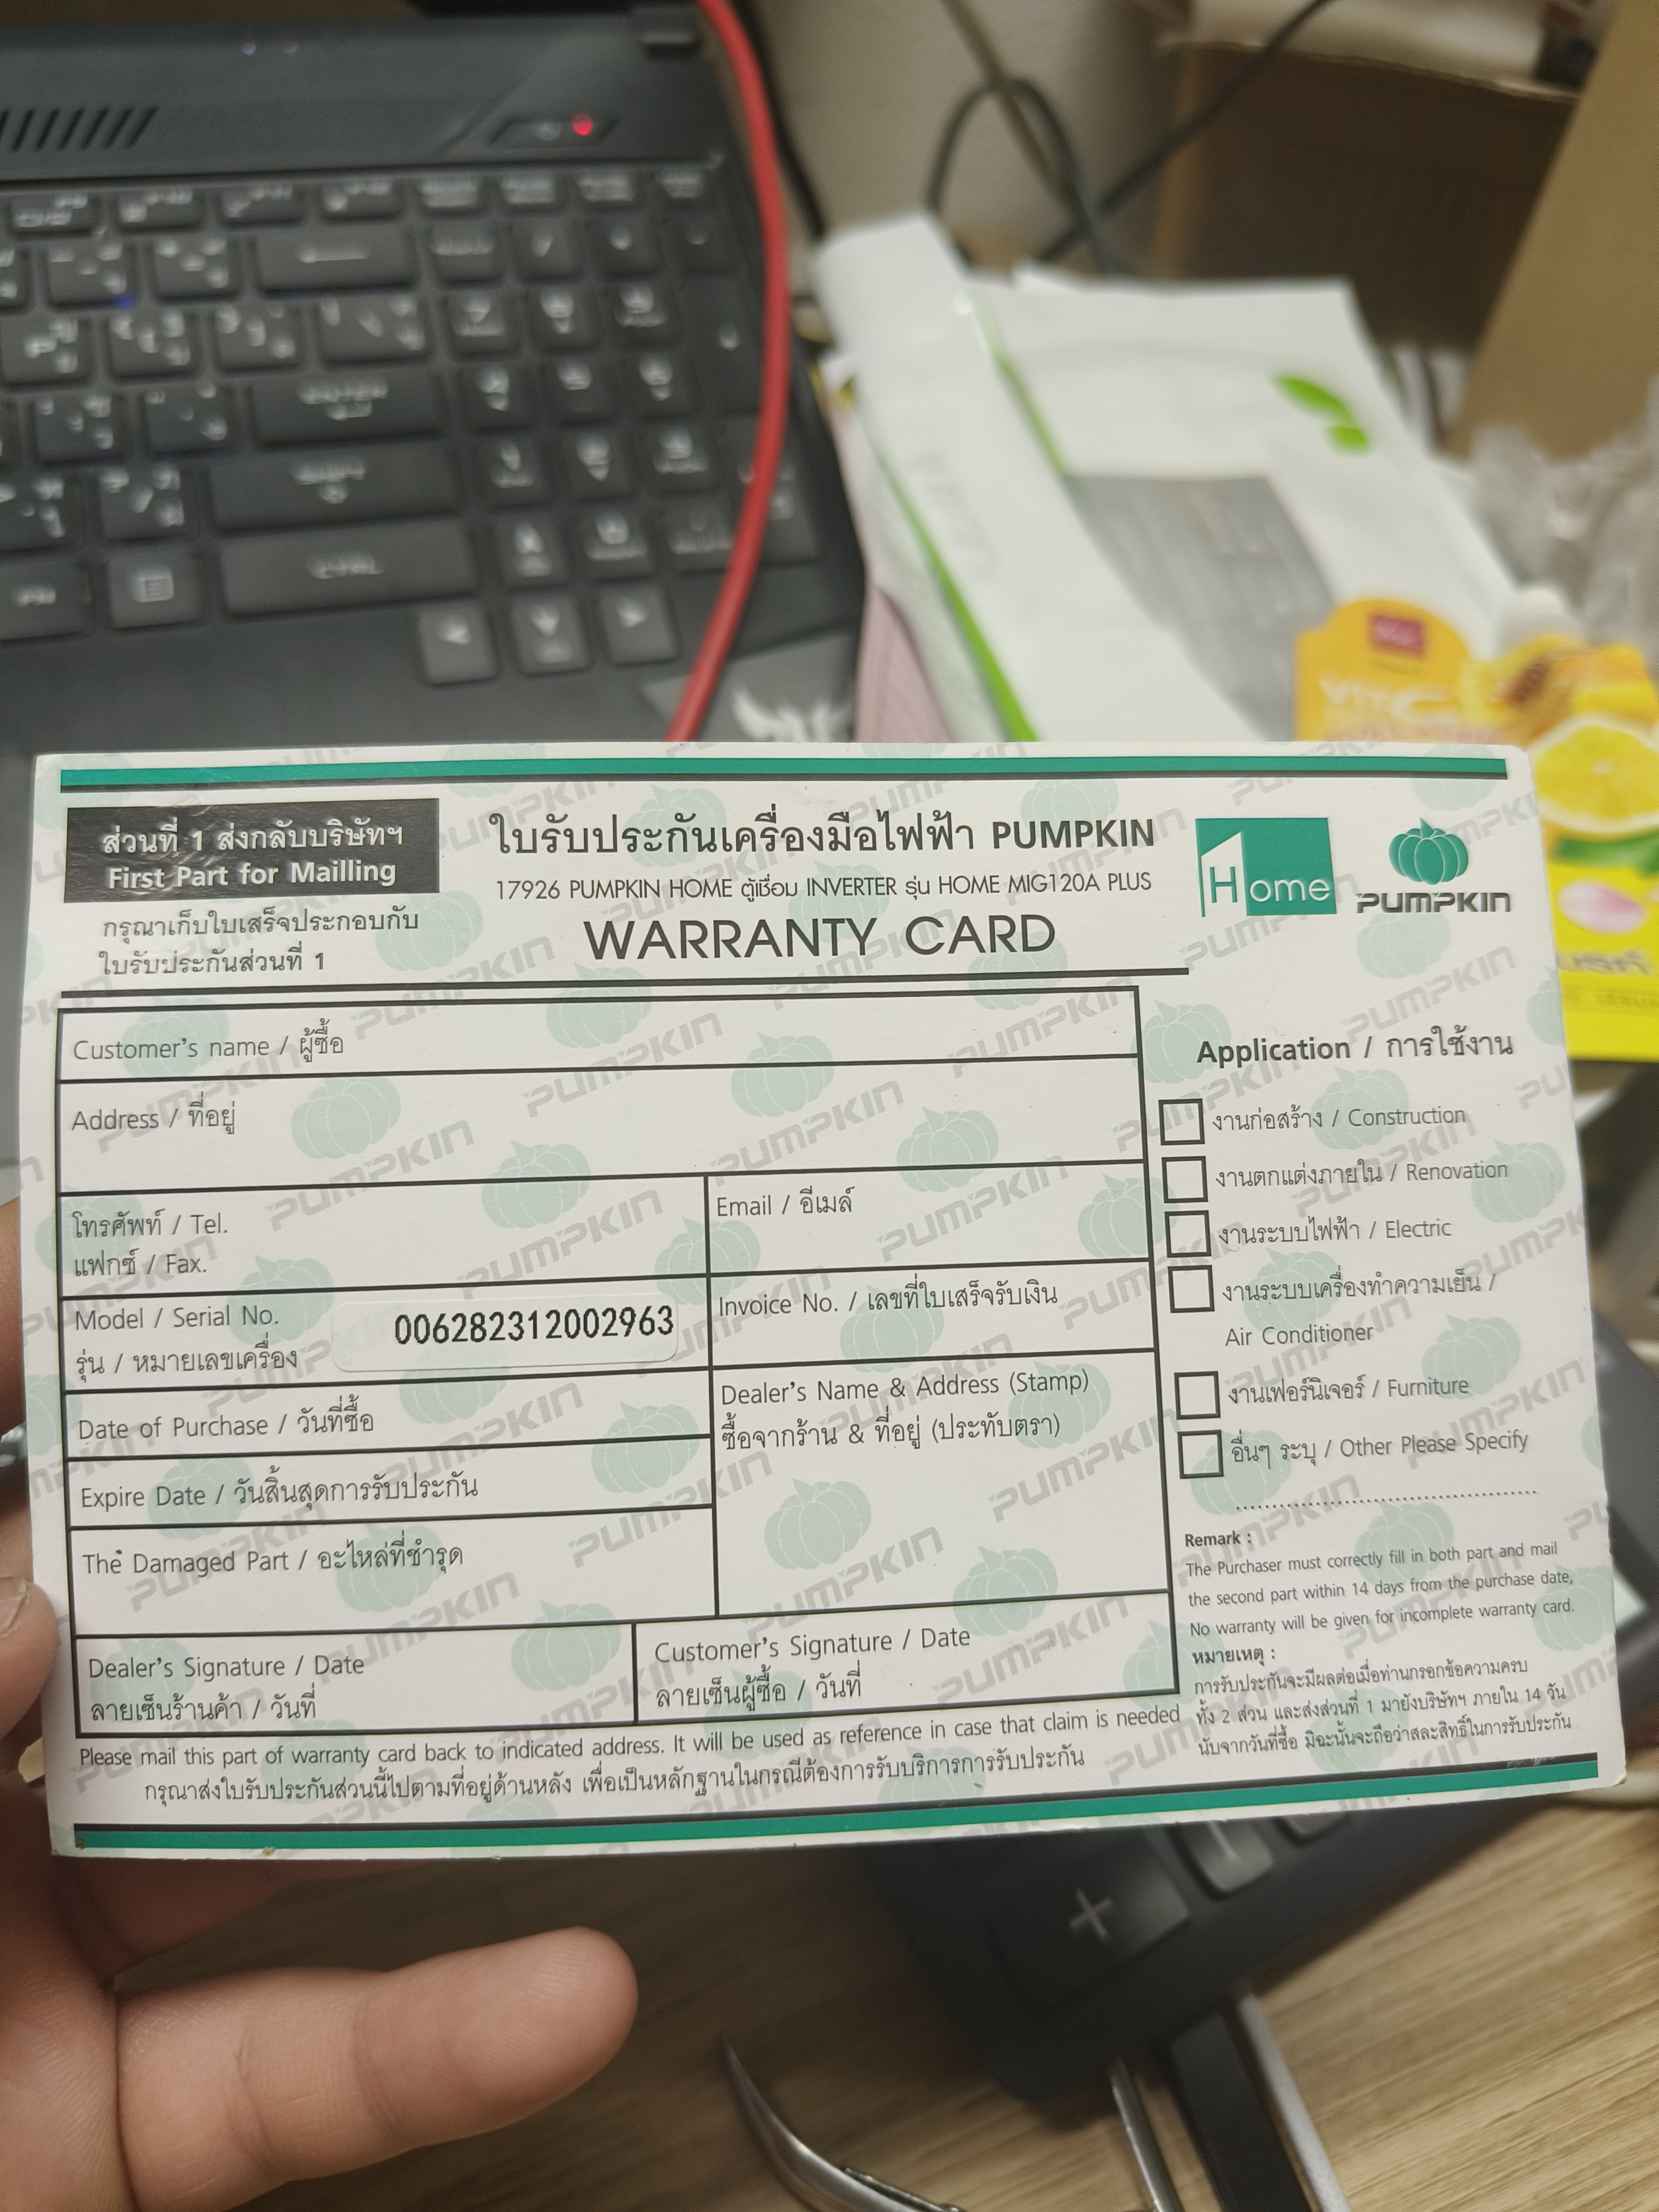 ส่วนที่ 1 ส่งกลับบริษัทฯ
First Part for Mailling
กรุณาเก็บใบเสร็จประกอบกับ
ใบรับประกันส่วนที่ 1
ใบรับประกันเครื่องมือไฟฟ้า PUMPKIN
17926 PUMPKIN HOME ตู้เชื่อม INVERTER รุ่น HOME MIG120A PLUS
WARRANTY CARD
Home
PUMPKIN
Customer's name / ผู้ซื้อ
Address / ที่อยู่
โทรศัพท์ / Tel.
แฟกซ์ / Fax.
Email / อีเมล์
Model / Serial No.
รุ่น / หมายเลขเครื่อง
006282312002963
Invoice No. / เลขที่ใบเสร็จรับเงิน
Date of Purchase / วันที่ซื้อ
Expire Date / วันสิ้นสุดการรับประกัน
The Damaged Part / อะไหล่ที่ชำรุด
Dealer's Name & Address (Stamp)
ซื้อจากร้าน & ที่อยู่ (ประทับตรา)
Dealer's Signature / Date
ลายเซ็นร้านค้า / วันที่
Customer's Signature / Date
ลายเซ็นผู้ซื้อ / วันที่
Please mail this part of warranty card back to indicated address. It will be used as reference in case that claim is needed
กรุณาส่งใบรับประกันส่วนนี้ไปตามที่อยู่ด้านหลัง เพื่อเป็นหลักฐานในกรณีต้องการรับบริการการรับประกัน
Application / การใช้งาน
งานก่อสร้าง / Construction
งานตกแต่งภายใน / Renovation
งานระบบไฟฟ้า / Electric
งานระบบเครื่องทำความเย็น /
Air Conditioner
งานเฟอร์นิเจอร์ / Furniture
อื่นๆ ระบุ / Other Please Specify
Remark :
The Purchaser must correctly fill in both part and mail
the second part within 14 days from the purchase date,
No warranty will be given for incomplete warranty card.
หมายเหตุ :
การรับประกันจะมีผลต่อเมื่อท่านกรอกข้อความครบ
ทั้ง 2 ส่วน และส่งส่วนที่ 1 มายังบริษัทฯ ภายใน 14 วัน
นับจากวันที่ซื้อ มิฉะนั้นจะถือว่าสละสิทธิ์ในการรับประกัน